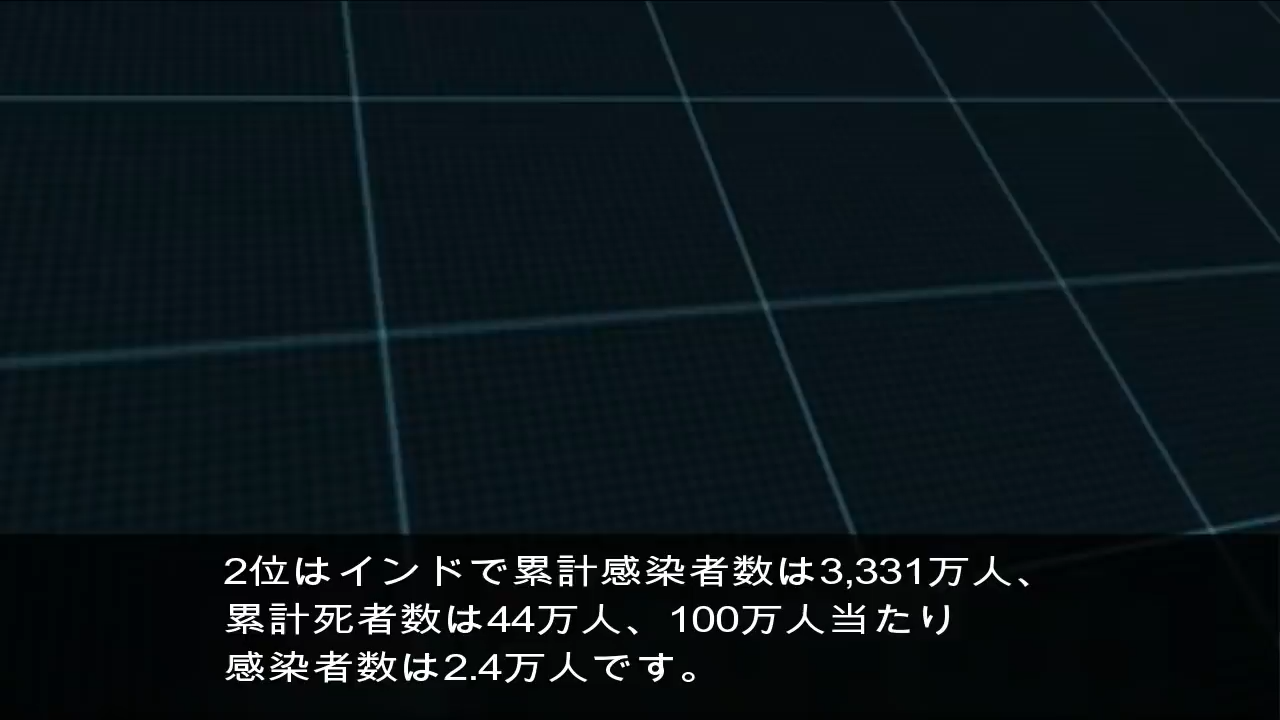 2位はインドで累計感染者数は3,331万人、
累計死者数は44万人、100万人当たり
感染者数は2.4万人です。